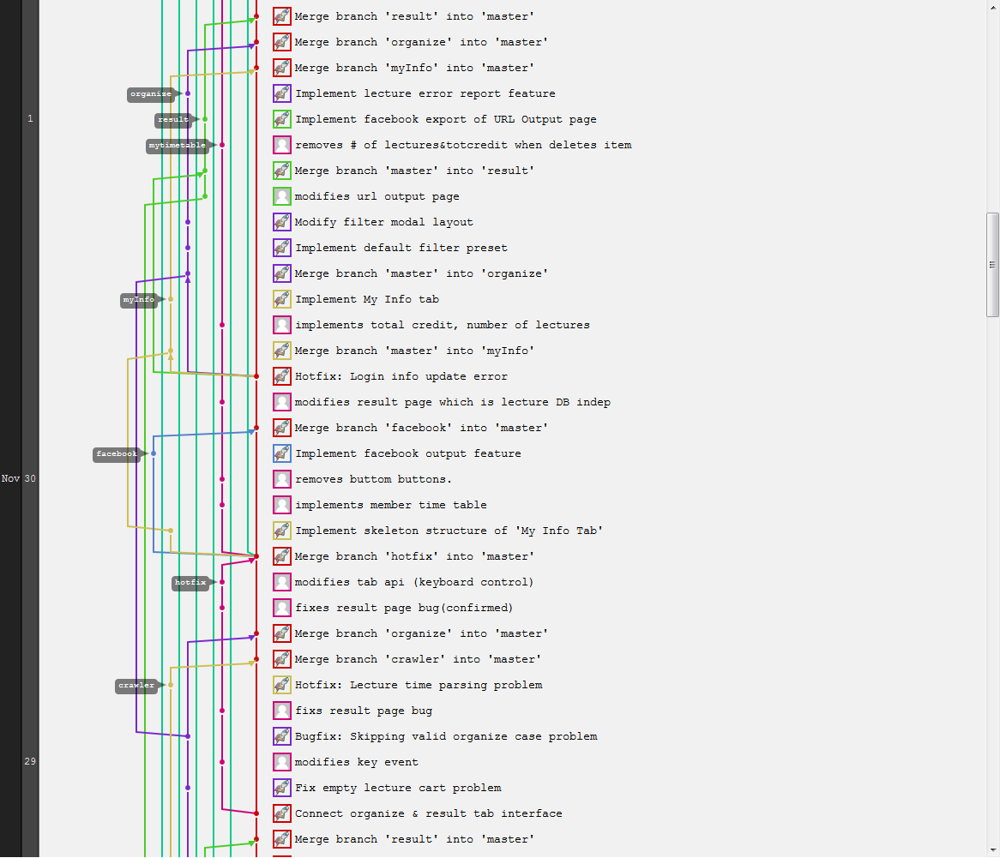 Merge branch 'result' into 'master'
Merge branch 'organize' into 'master'
Merge branch 'myInfo' into 'master'
organize Implement lecture error report feature
1 result Implement facebook export of URL Output page
mytimetable removes # of lectures&totcredit when deletes item
Merge branch 'master' into 'result'
modifies url output page
Modify filter modal layout
Implement default filter preset
Merge branch 'master' into 'organize'
myInfo Implement My Info tab
implements total credit, number of lectures
Merge branch 'master' into 'myInfo'
Hotfix: Login info update error
modifies result page which is lecture DB indep
Merge branch 'facebook' into 'master'
facebook Implement facebook output feature
Nov 30 removes buttom buttons.
implements member time table
Implement skeleton structure of 'My Info Tab'
Merge branch 'hotfix' into 'master'
hotfix modifies tab api (keyboard control)
fixes result page bug(confirmed)
Merge branch 'organize' into 'master'
Merge branch 'crawler' into 'master'
crawler Hotfix: Lecture time parsing problem
fixs result page bug
Bugfix: Skipping valid organize case problem
29 modifies key event
Fix empty lecture cart problem
Connect organize & result tab interface
Merge branch 'result' into 'master'